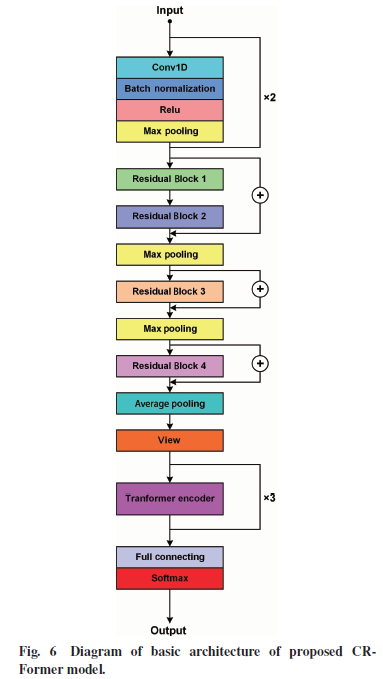 Input
Conv1D
Batch normalization
Relu
Max pooling
×2
Residual Block 1
+
Residual Block 2
Max pooling
Residual Block 3
+
Max pooling
Residual Block 4
+
Average pooling
View
Tranformer encoder
×3
Full connecting
Softmax
Output
Fig. 6 Diagram of basic architecture of proposed CR-
Former model.